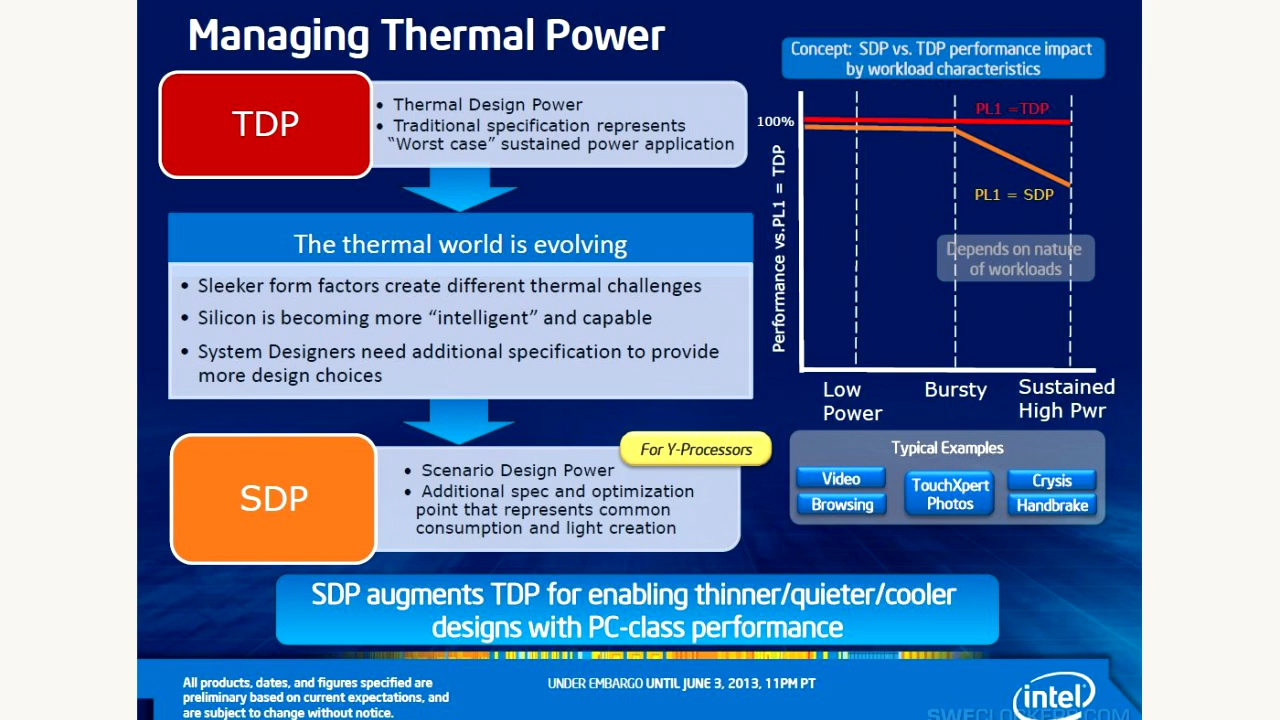 Managing Thermal Power
TDP
• Thermal Design Power
• Traditional specification represents
“Worst case” sustained power application
The thermal world is evolving
• Sleeker form factors create different thermal challenges
• Silicon is becoming more “intelligent” and capable
• System Designers need additional specification to provide
more design choices
For Y-Processors
SDP
• Scenario Design Power
• Additional spec and optimization
point that represents common
consumption and light creation
Concept: SDP vs. TDP performance impact
by workload characteristics
PL1 =TDP
100%
Performance vs.PL1 = TDP
PL1 = SDP
Depends on nature
of workloads
Low
Power
Bursty
Sustained
High Pwr
Typical Examples
Video
Browsing
TouchXpert
Photos
Crysis
Handbrake
SDP augments TDP for enabling thinner/quieter/cooler
designs with PC-class performance
All products, dates, and figures specified are
preliminary based on current expectations, and
are subject to change without notice.
UNDER EMBARGO UNTIL JUNE 3, 2013, 11PM PT
intel
SWECLOCKERS.COM